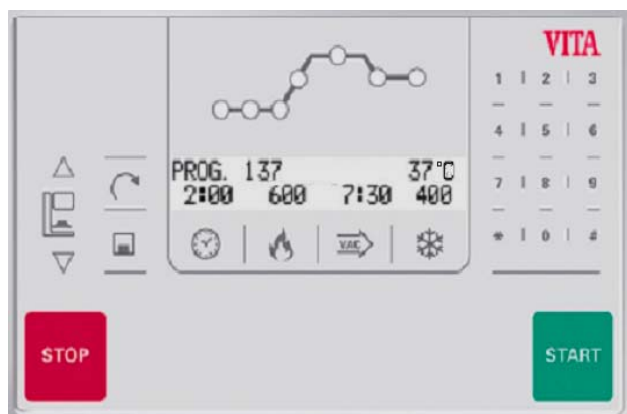 VITA
1 2 3
4 5 6
PROG. 137 37°C
2:00 600 7:30 400
7 8 9
VAC
* 0 #
STOP
START